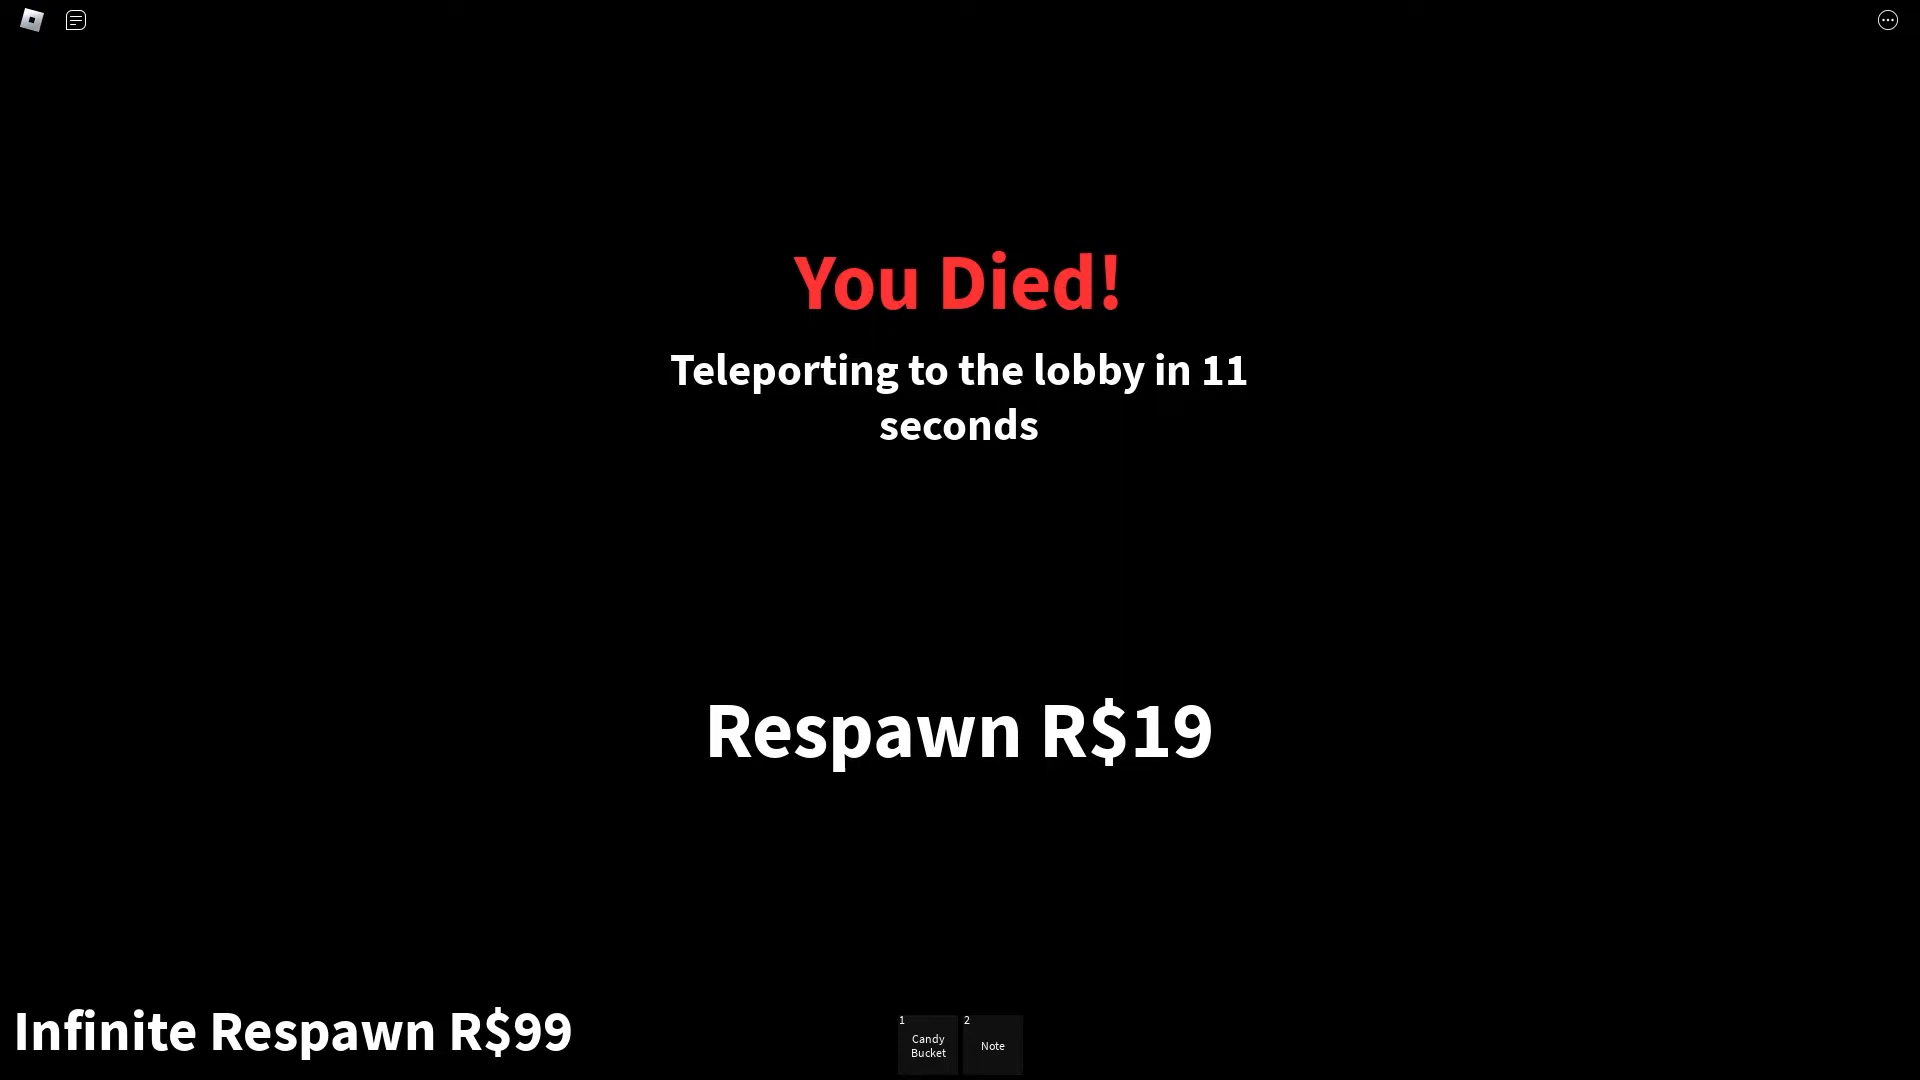 You Died!
Teleporting to the lobby in 11
seconds
Respawn R$19
Infinite Respawn R$99
1
Candy
Bucket
2
Note